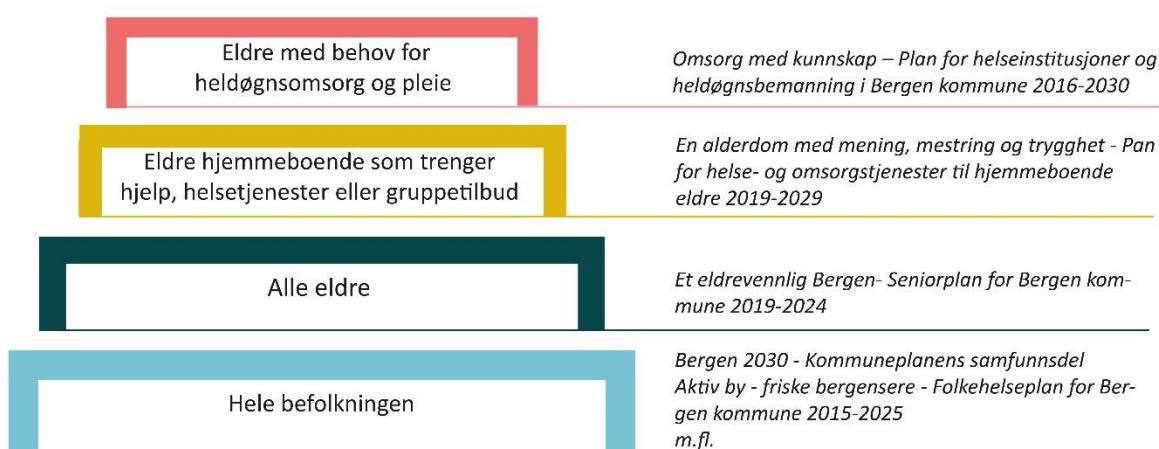 Eldre med behov for
heldøgnsomsorg og pleie
Omsorg med kunnskap – Plan for helseinstitusjoner og
heldøgnsbemanning i Bergen kommune 2016-2030
Eldre hjemmeboende som trenger
hjelp, helsetjenester eller gruppetilbud
En alderdom med mening, mestring og trygghet - Pan
for helse- og omsorgstjenester til hjemmeboende
eldre 2019-2029
Alle eldre
Et eldrevennlig Bergen- Seniorplan for Bergen kom-
mune 2019-2024
Hele befolkningen
Bergen 2030 - Kommuneplanens samfunnsdel
Aktiv by - friske bergensere - Folkehelseplan for Ber-
gen kommune 2015-2025
m.fl.